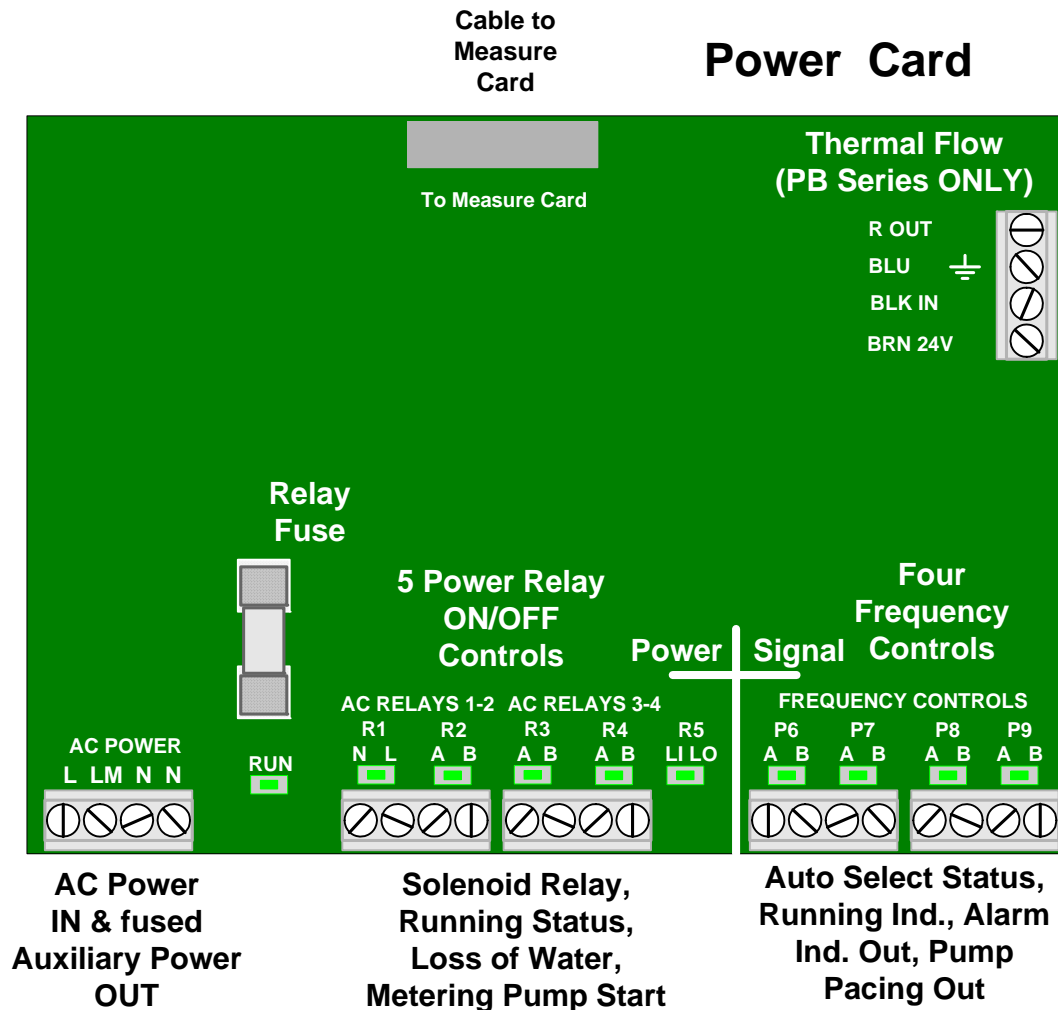 Cable to
Measure
Card
Power Card
To Measure Card
Thermal Flow
(PB Series ONLY)
R OUT
BLU
BLK IN
BRN 24V
Relay
Fuse
5 Power Relay
ON/OFF
Controls
Four
Frequency
Controls
Power Signal
AC RELAYS 1-2 AC RELAYS 3-4
FREQUENCY CONTROLS
AC POWER
L LM N N
RUN
R1 R2 R3 R4 R5
N L A B A B A B LI LO
P6 P7 P8 P9
A B A B A B A B
AC Power
IN & fused
Auxiliary Power
OUT
Solenoid Relay,
Running Status,
Loss of Water,
Metering Pump Start
Auto Select Status,
Running Ind., Alarm
Ind. Out, Pump
Pacing Out